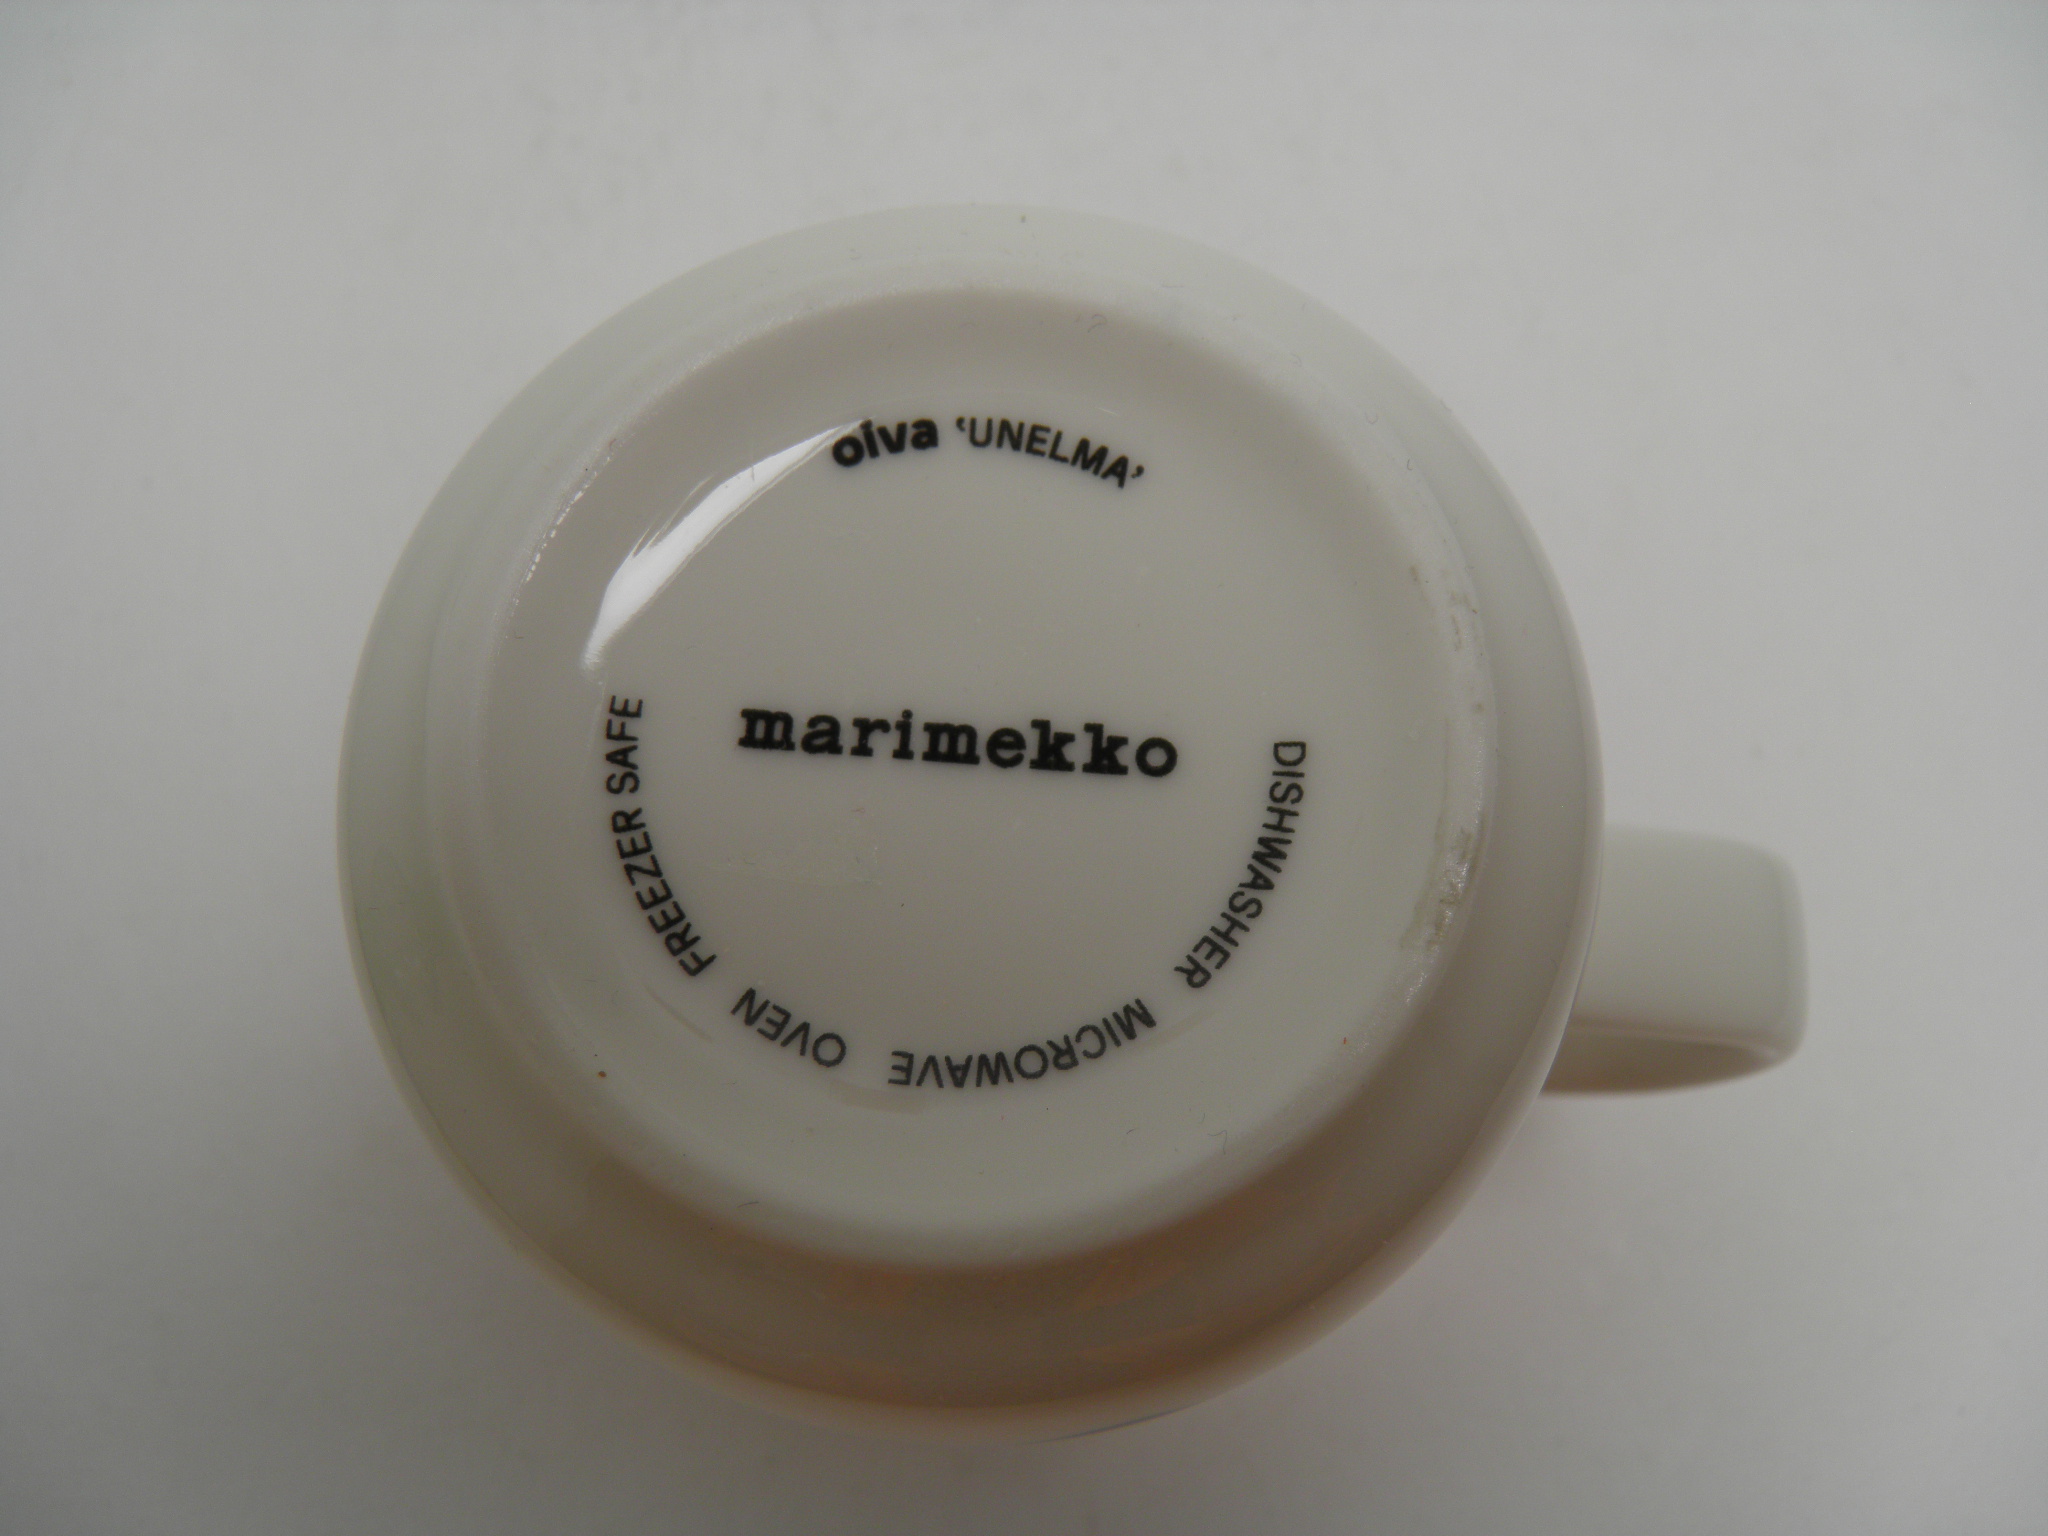 oiva ‘UNELMA’
marimekko
DISHWASHER MICROWAVE OVEN FREEZER SAFE